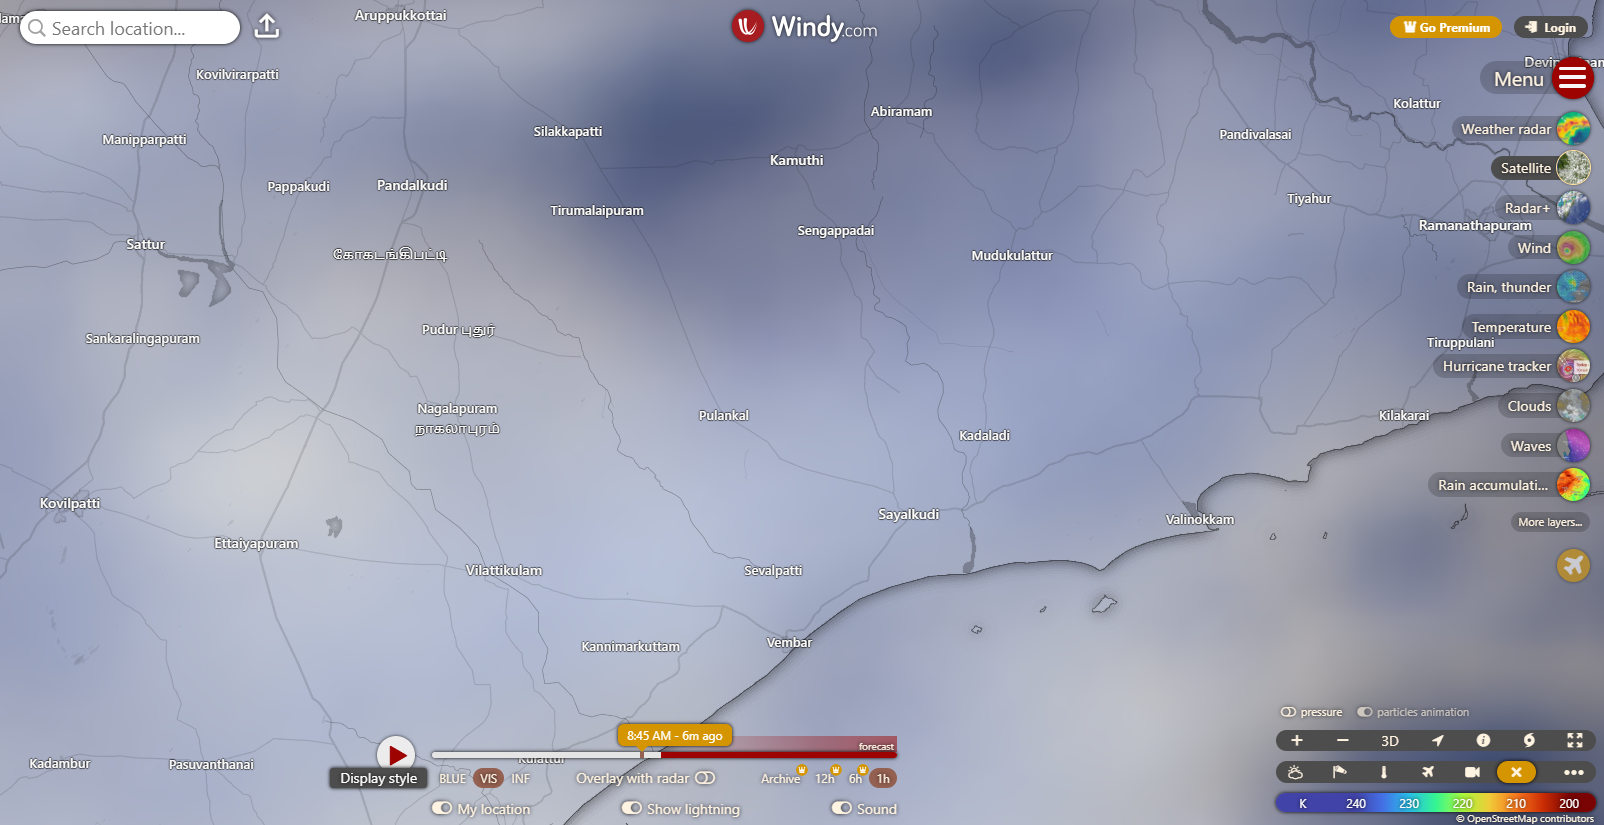 Aruppukkottai
Search location...
Windy.com
Go Premium
Login
Kovilvirarpatti
Menu
Kolattur
Abiramam
Silakkapatti
Manipparpatti
Pandivalasai
Weather radar
Kamuthi
Satellite
Pappakudi
Pandalkudi
Tiyahur
Tirumalaipuram
Radar+
Ramanathapuram
Sengappadai
Sattur
Wind
கோகடங்கிபட்டி
Mudukulattur
Rain, thunder
Pudur புதுர்
Temperature
Sankaralingapuram
Tiruppulani
Hurricane tracker
Nagalapuram
நாகலாபுரம்
Clouds
Pulankal
Kilakarai
Kadaladi
Waves
Rain accumulati...
Kovilpatti
Sayalkudi
Valinokkam
More layers...
Ettaiyapuram
Vilattikulam
Sevalpatti
Kannimarkuttam
Vembar
pressure
particles animation
8:45 AM - 6m ago
forecast
3D
Kadambur
Pasuvanthanai
Display style
BLUE VIS INF
Overlay with radar
Archive 12h 6h 1h
My location
Show lightning
Sound
K 240 230 220 210 200
© OpenStreetMap contributors